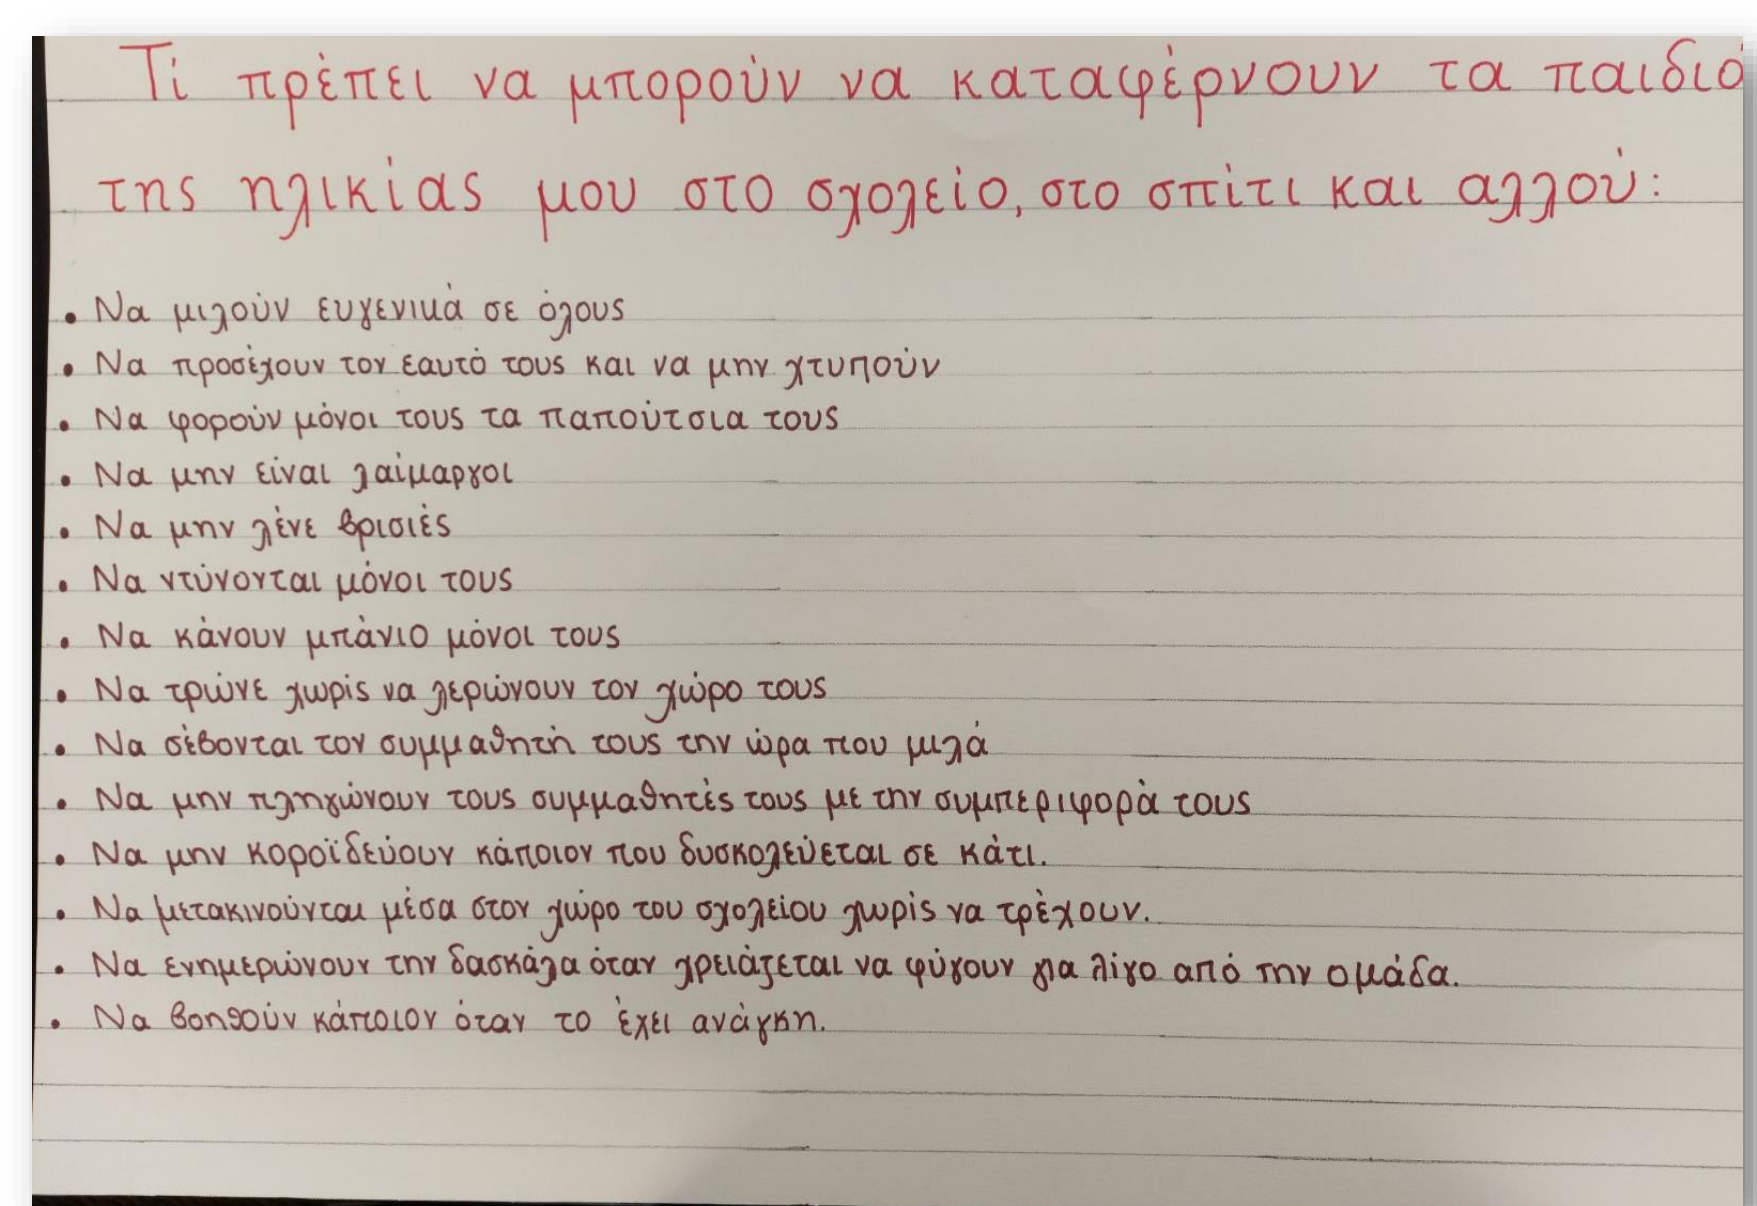 Τί πρέπει να μπορούν να καταφέρνουν τα παιδιά
της ηλικίας μου στο σχολείο, στο σπίτι και αλλού:
• Να μιλούν ευγενικά σε όλους
• Να προσέχουν τον εαυτό τους και να μην χτυπούν
• Να φορούν μόνοι τους τα παπούτσια τους
• Να μην είναι λαίμαργοι
• Να μην λένε βρισιές
• Να ντύνονται μόνοι τους
• Να κάνουν μπάνιο μόνοι τους
• Να τρώνε χωρίς να λερώνουν τον χώρο τους
• Να σέβονται τον συμμαθητή τους την ώρα που μιλά
• Να μην πληγώνουν τους συμμαθητές τους με την συμπεριφορά τους
• Να μην κοροϊδεύουν κάποιον που δυσκολεύεται σε κάτι.
• Να μετακινούνται μέσα στον χώρο του σχολείου χωρίς να τρέχουν.
• Να ενημερώνουν την δασκάλα όταν χρειάζεται να φύγουν για λίγο από την ομάδα.
• Να βοηθούν κάποιον όταν το έχει ανάγκη.